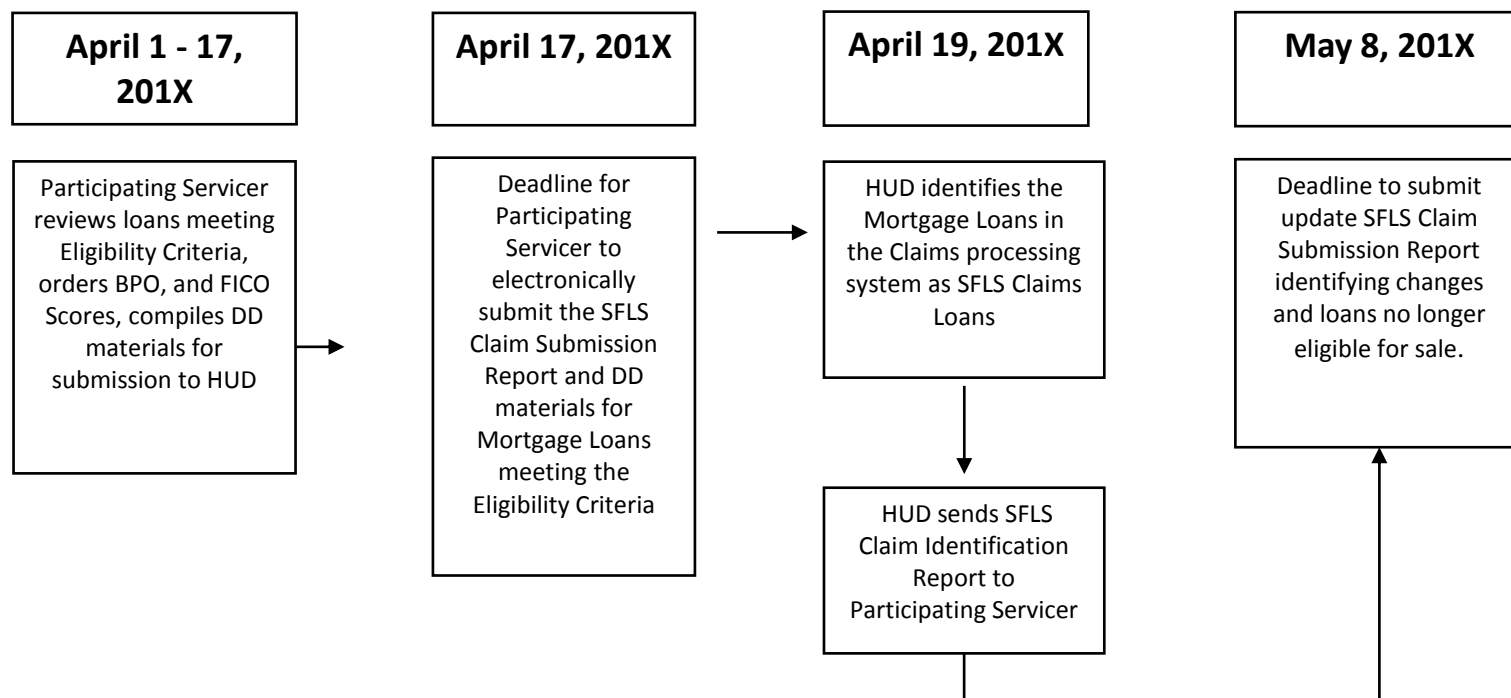 April 1 - 17,
201X
April 17, 201X
April 19, 201X
May 8, 201X
Participating Servicer
reviews loans meeting
Eligibility Criteria,
orders BPO, and FICO
Scores, compiles DD
materials for
submission to HUD
Deadline for
Participating
Servicer to
electronically
submit the SFLS
Claim Submission
Report and DD
materials for
Mortgage Loans
meeting the
Eligibility Criteria
HUD identifies the
Mortgage Loans in
the Claims processing
system as SFLS Claims
Loans
HUD sends SFLS
Claim Identification
Report to
Participating Servicer
Deadline to submit
update SFLS Claim
Submission Report
identifying changes
and loans no longer
eligible for sale.